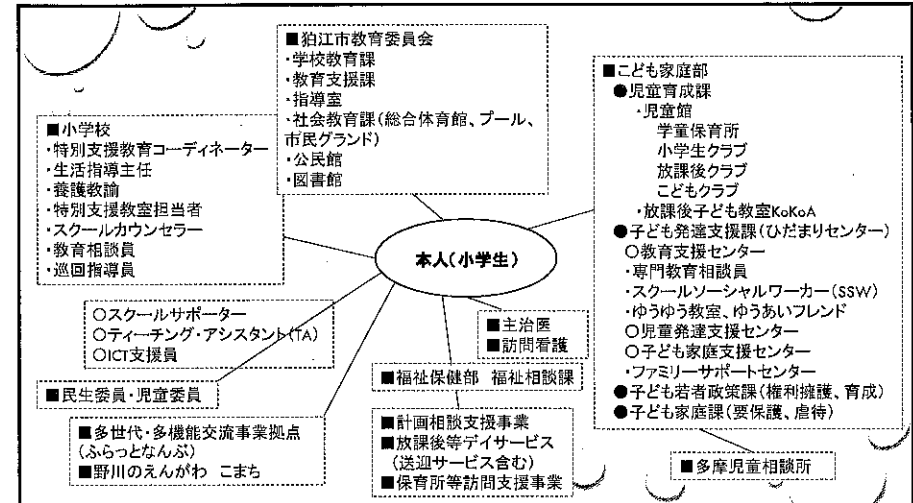 ■狛江市教育委員会
・学校教育課
・教育支援課
・指導室
・社会教育課(総合体育館、プール、
市民グランド)
・公民館
・図書館
■小学校
・特別支援教育コーディネーター
・生活指導主任
・養護教諭
・特別支援教室担当者
・スクールカウンセラー
・教育相談員
・巡回指導員
■こども家庭部
●児童育成課
・児童館
学童保育所
小学生クラブ
放課後クラブ
こどもクラブ
・放課後子ども教室KoKoA
●子ども発達支援課(ひだまりセンター)
○教育支援センター
・専門教育相談員
・スクールソーシャルワーカー(SSW)
・ゆうゆう教室、ゆうあいフレンド
○児童発達支援センター
○子ども家庭支援センター
・ファミリーサポートセンター
●子ども若者政策課(権利擁護、育成)
●子ども家庭課(要保護、虐待)
本人(小学生)
○スクールサポーター
○ティーチング・アシスタント(TA)
○ICT支援員
■主治医
■訪問看護
■民生委員・児童委員
■福祉保健部 福祉相談課
■多世代・多機能交流事業拠点
(ふらっとなんぶ)
■野川のえんがわ こまち
■計画相談支援事業
■放課後等デイサービス
(送迎サービス含む)
■保育所等訪問支援事業
■多摩児童相談所